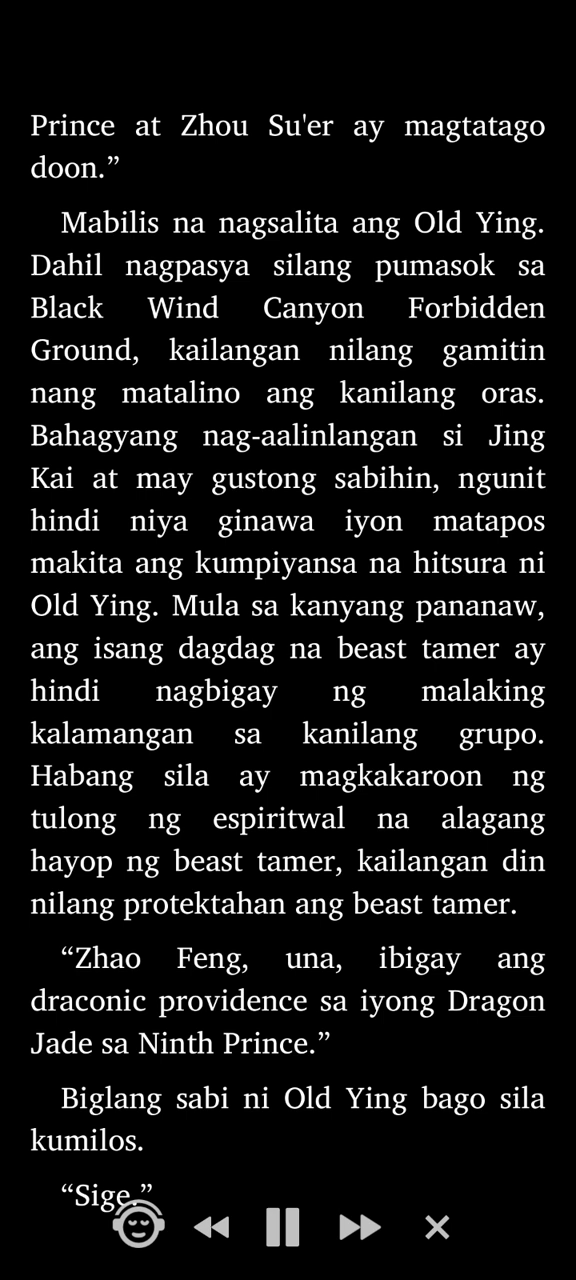 Prince at Zhou Su'er ay magtatago
doon.”
Mabilis na nagsalita ang Old Ying.
Dahil nagpasya silang pumasok sa
Black Wind Canyon Forbidden
Ground, kailangan nilang gamitin
nang matalino ang kanilang oras.
Bahagyang nag-aalinlangan si Jing
Kai at may gustong sabihin, ngunit
hindi niya ginawa iyon matapos
makita ang kumpiyansa na hitsura ni
Old Ying. Mula sa kanyang pananaw,
ang isang dagdag na beast tamer ay
hindi nagbigay ng malaking
kalamangan sa kanilang grupo.
Habang sila ay magkakaroon ng
tulong ng espiritwal na alagang
hayop ng beast tamer, kailangan din
nilang protektahan ang beast tamer.
“Zhao Feng, una, ibigay ang
draconic providence sa iyong Dragon
Jade sa Ninth Prince.”
Biglang sabi ni Old Ying bago sila
kumilos.
“Sige.”